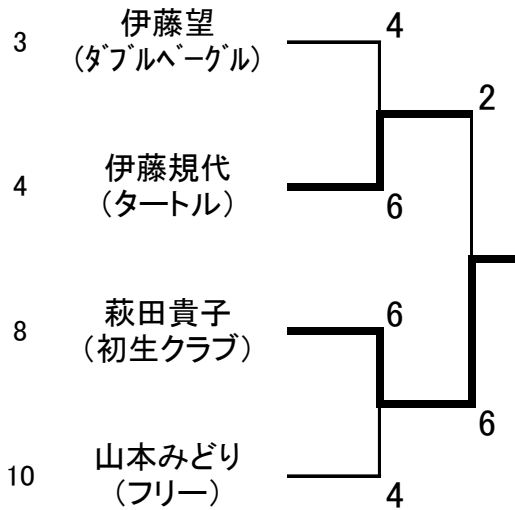 3 伊藤望 4
(ﾀﾞﾌﾞﾙﾍﾞｰｸﾞﾙ)
2
4 伊藤規代
(タートル) 6
8 萩田貴子 6
(初生クラブ)
6
10 山本みどり
(フリー) 4